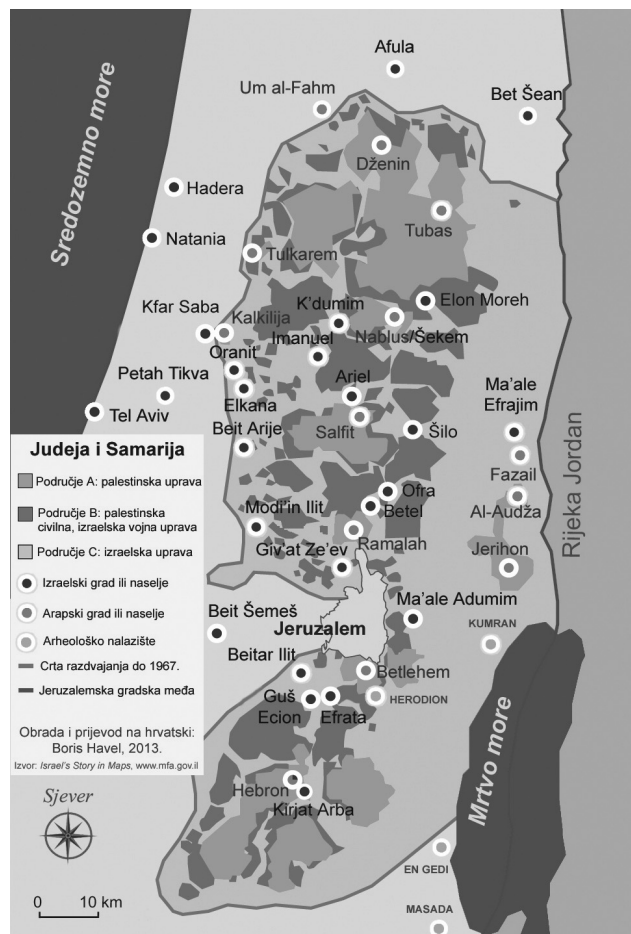 Afula
Um al-Fahm
Bet Šean
Sredozemno more
Dženin
Hadera
Tubas
Natania
Tulkarem
Elon Moreh
K'dumim
Kfar Saba
Kalkilija
Nablus/Šekem
Imanuel
Oranit
Petah Tikva
Ariel
Ma'ale
Efrajim
Elkana
Tel Aviv
Beit Arije
Salfit
Šilo
Rijeka Jordan
Fazail
Ofra
Al-Audža
Modi'in Ilit
Betel
Ramalah
Giv'at Ze'ev
Jerihon
Beit Šemeš
Ma'ale Adumim
Jeruzalem
KUMRAN
Beitar Ilit
Betlehem
Guš
Ecion
Efrata
HERODION
Mrtvo more
Hebron
Kirjat Arba
EN GEDI
MASADA
Judeja i Samarija
Područje A: palestinska uprava
Područje B: palestinska
civilna, izraelska vojna uprava
Područje C: izraelska uprava
Izraelski grad ili naselje
Arapski grad ili naselje
Arheološko nalazište
Crta razdvajanja do 1967.
Jeruzalemska gradska međa
Obrada i prijevod na hrvatski:
Boris Havel, 2013.
Izvor: Israel's Story in Maps, www.mfa.gov.il
Sjever
0 10 km